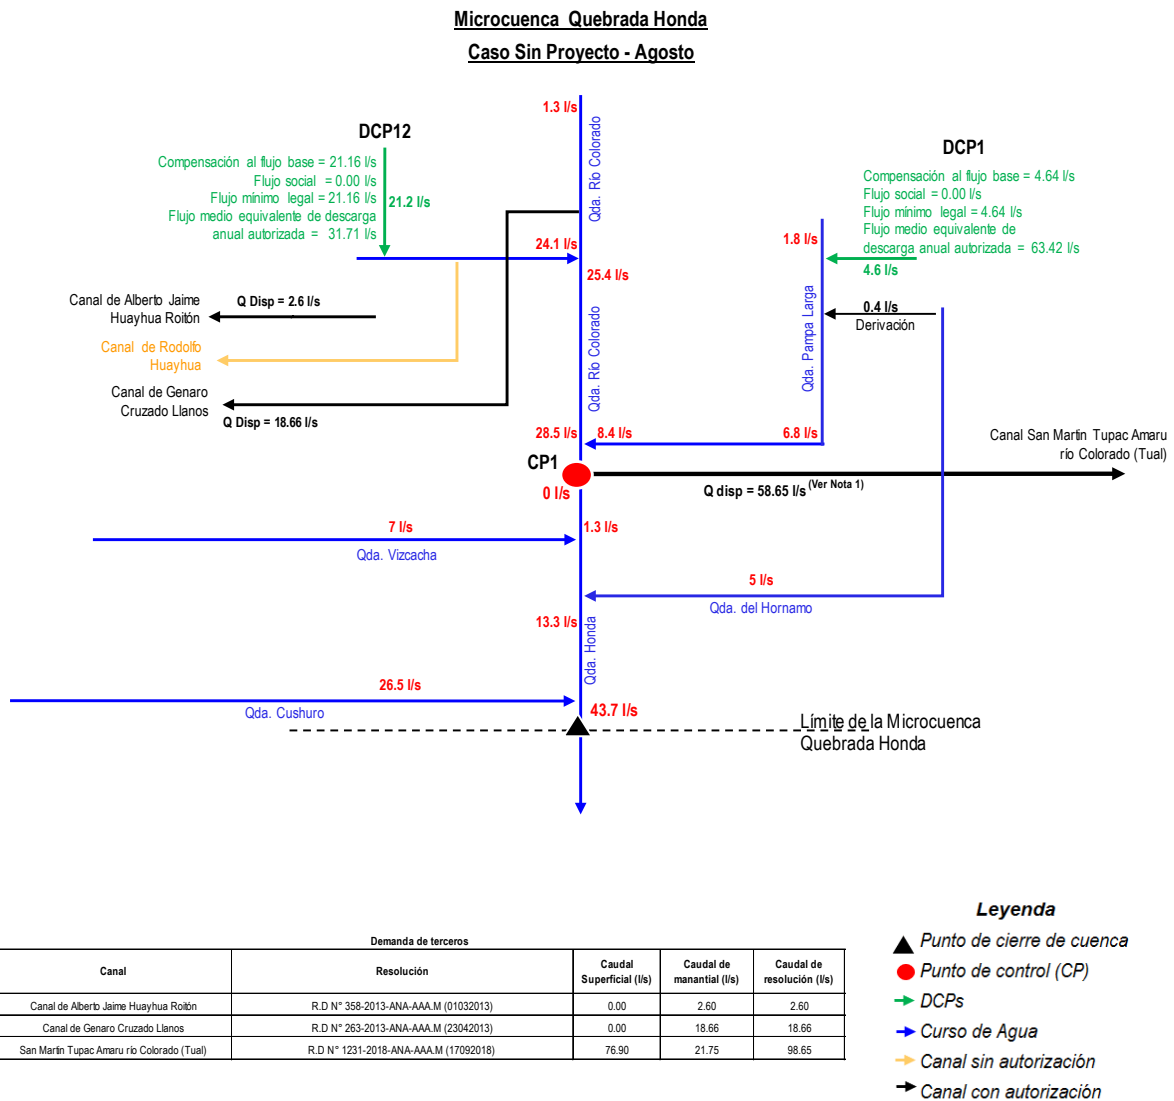 Microcuenca Quebrada Honda
Caso Sin Proyecto - Agosto
1.3 l/s
Qda. Río Colorado
DCP12
Compensación al flujo base = 21.16 l/s
Flujo social = 0.00 l/s
Flujo mínimo legal = 21.16 l/s
Flujo medio equivalente de descarga
anual autorizada = 31.71 l/s
21.2 l/s
DCP1
Compensación al flujo base = 4.64 l/s
Flujo social = 0.00 l/s
Flujo mínimo legal = 4.64 l/s
Flujo medio equivalente de
descarga anual autorizada = 63.42 l/s
4.6 l/s
1.8 l/s
24.1 l/s
25.4 l/s
0.4 l/s
Derivación
Qda. Pampa Larga
Qda. Río Colorado
Canal de Alberto Jaime
Huayhua Roitón
Q Disp = 2.6 l/s
Canal de Rodolfo
Huayhua
Canal de Genaro
Cruzado Llanos
Q Disp = 18.66 l/s
28.5 l/s
8.4 l/s
6.8 l/s
CP1
0 l/s
Canal San Martin Tupac Amaru
río Colorado (Tual)
Q disp = 58.65 l/s (Ver Nota 1)
7 l/s
1.3 l/s
Qda. Vizcacha
5 l/s
Qda. del Hornamo
13.3 l/s
Qda. Honda
26.5 l/s
Qda. Cushuro
43.7 l/s
Límite de la Microcuenca
Quebrada Honda
Demanda de terceros
Canal Resolución Caudal Superficial (l/s) Caudal de manantial (l/s) Caudal de resolución (l/s)
Canal de Alberto Jaime Huayhua Roitón R.D N° 358-2013-ANA-AAA.M (01032013) 0.00 2.60 2.60
Canal de Genaro Cruzado Llanos R.D N° 263-2013-ANA-AAA.M (23042013) 0.00 18.66 18.66
San Martin Tupac Amaru río Colorado (Tual) R.D N° 1231-2018-ANA-AAA.M (17092018) 76.90 21.75 98.65
Leyenda
Punto de cierre de cuenca
Punto de control (CP)
DCPs
Curso de Agua
Canal sin autorización
Canal con autorización